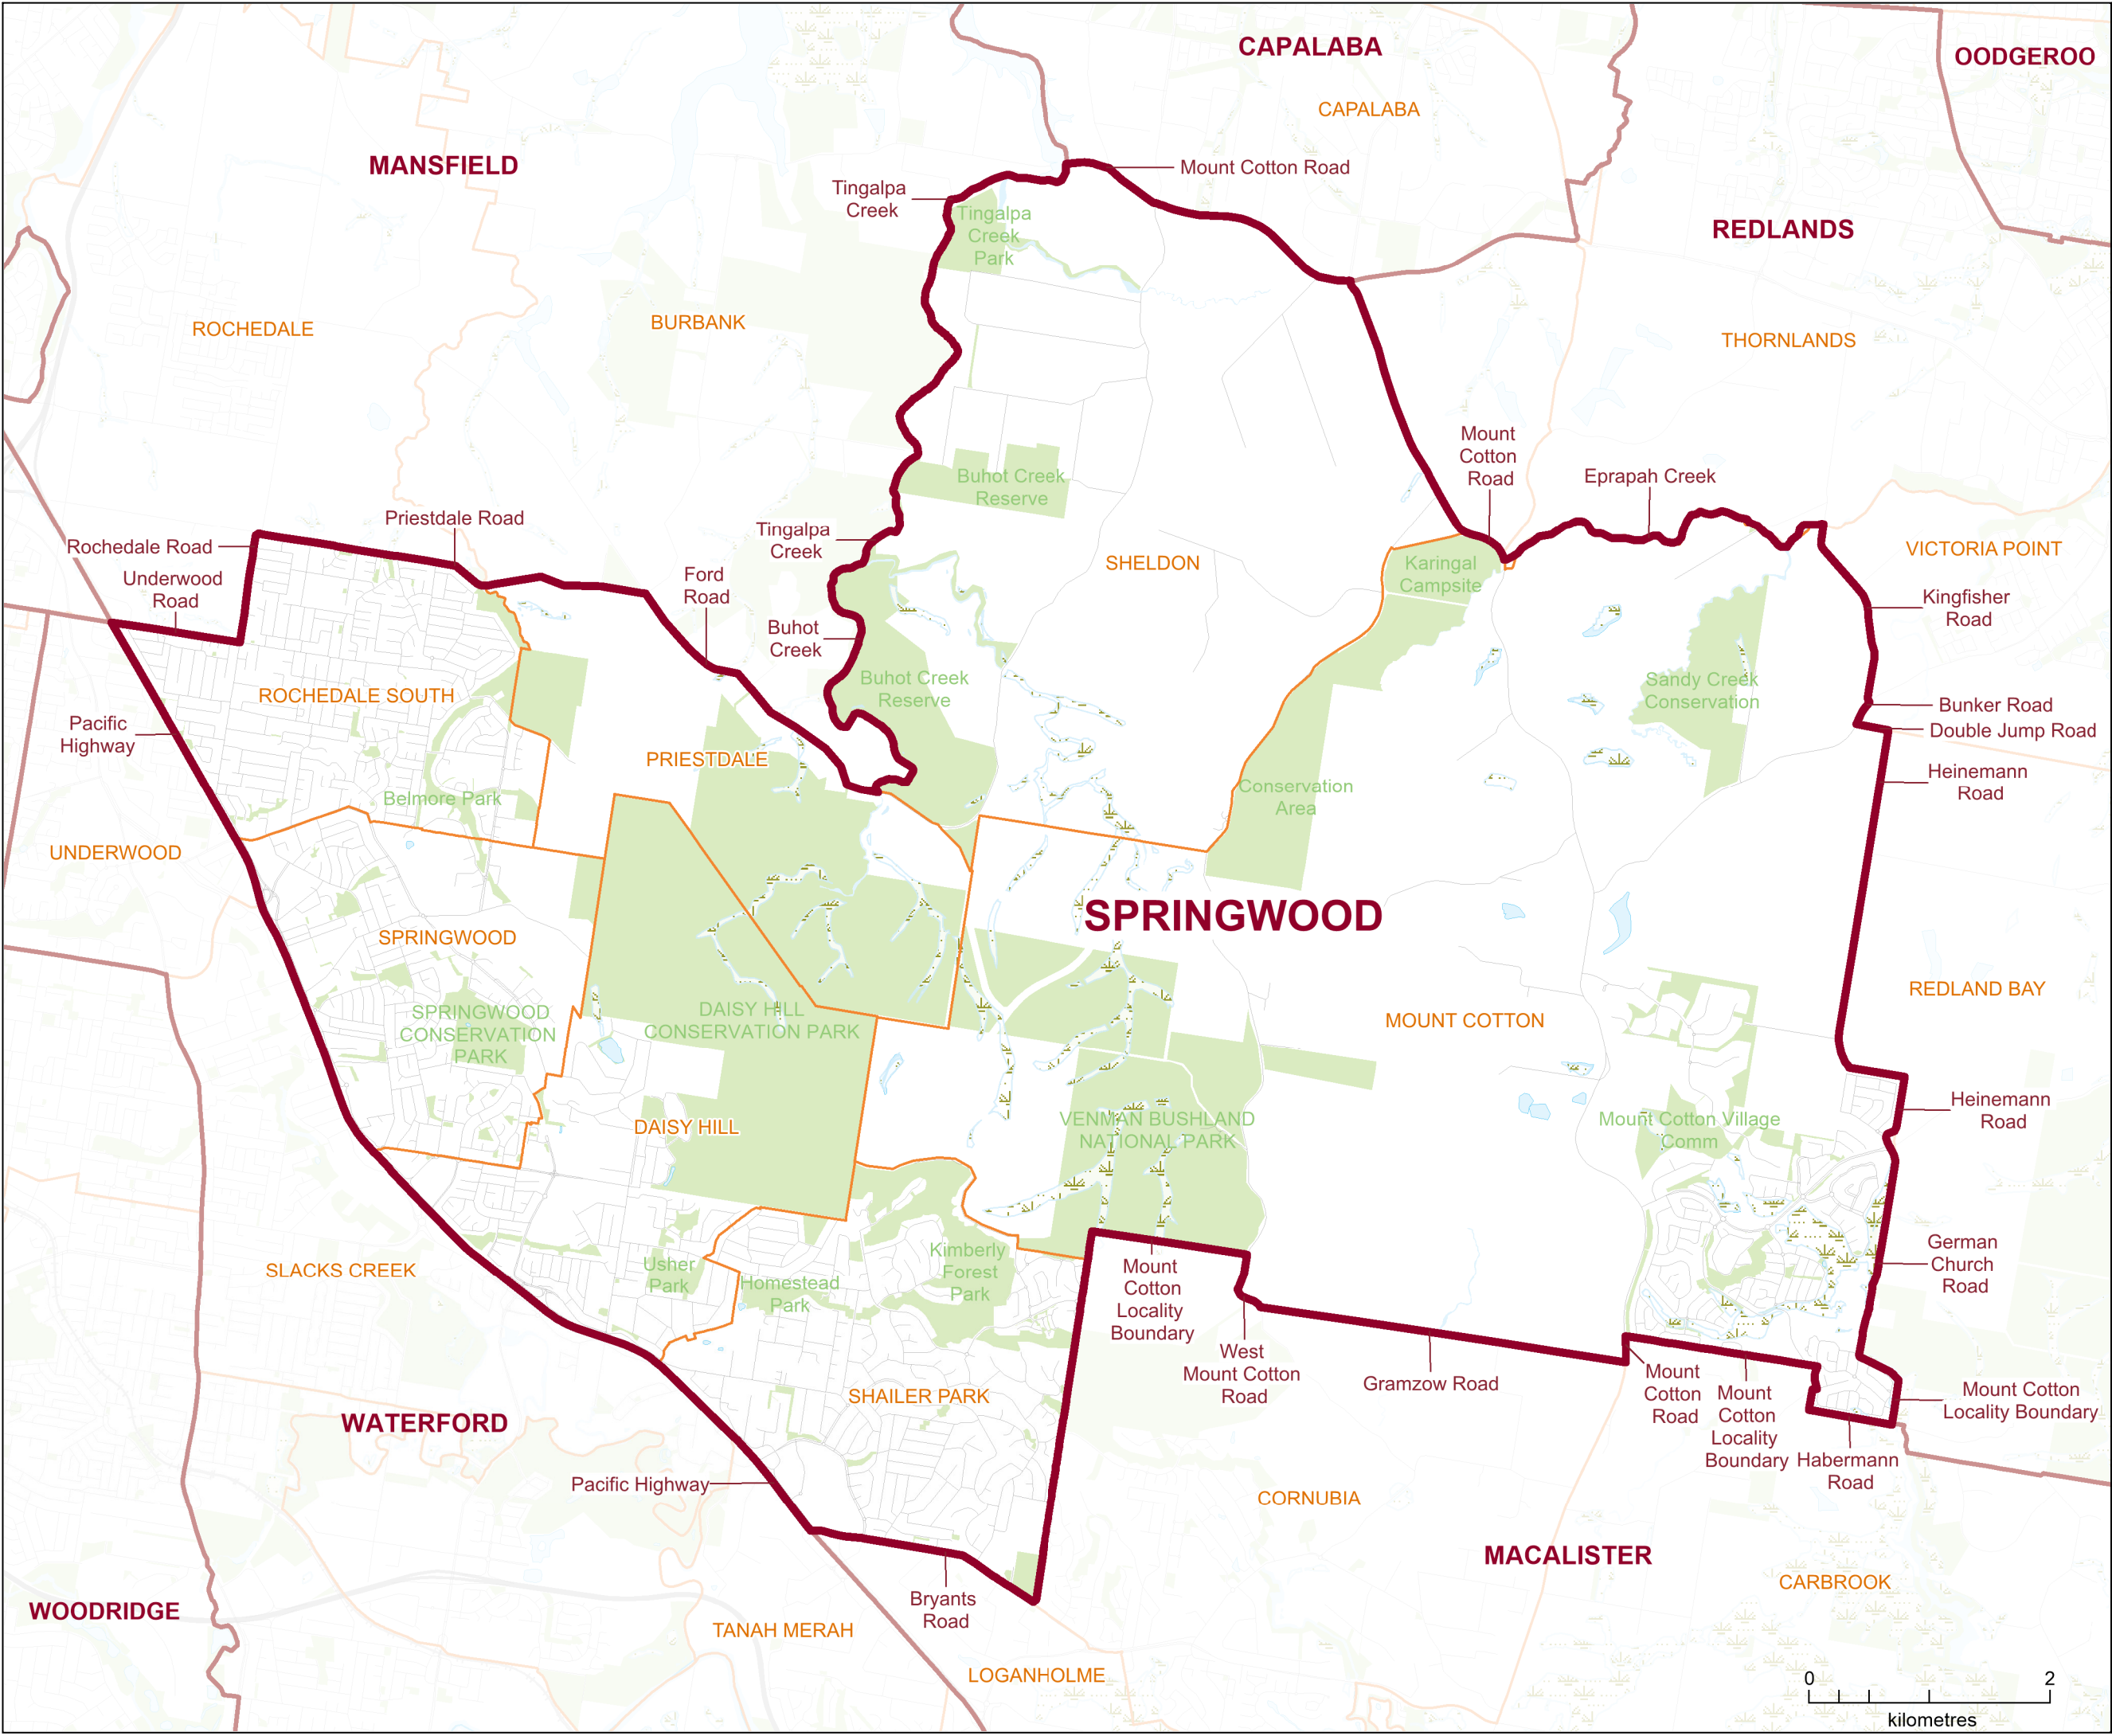 CAPALABA
OODGEROO
CAPALABA
MANSFIELD
Mount Cotton Road
Tingalpa
Creek
Tingalpa
Creek
Park
REDLANDS
ROCHEDALE
BURBANK
THORNLANDS
Mount
Cotton
Road
Eprapah Creek
Buhot Creek
Reserve
Priestdale Road
Rochedale Road
Tingalpa
Creek
Underwood
Road
Ford
Road
SHELDON
Karingal
Campsite
VICTORIA POINT
Kingfisher
Road
Buhot
Creek
Buhot Creek
Reserve
ROCHEDALE SOUTH
Sandy Creek
Conservation
Bunker Road
Double Jump Road
Pacific
Highway
PRIESTDALE
Heinemann
Road
Belmore Park
Conservation
Area
UNDERWOOD
SPRINGWOOD
SPRINGWOOD
REDLAND BAY
SPRINGWOOD
CONSERVATION
PARK
DAISY HILL
CONSERVATION PARK
MOUNT COTTON
DAISY HILL
VENMAN BUSHLAND
NATIONAL PARK
Mount Cotton Village
Comm
Heinemann
Road
SLACKS CREEK
Usher
Park
Homestead
Park
Kimberly
Forest
Park
Mount
Cotton
Locality
Boundary
German
Church
Road
West
Mount Cotton
Road
Gramzow Road
Mount
Cotton
Road
Mount
Cotton
Locality
Boundary
Mount Cotton
Locality Boundary
Habermann
Road
SHAILER PARK
WATERFORD
Pacific Highway
CORNUBIA
MACALISTER
CARBROOK
WOODRIDGE
Bryants
Road
TANAH MERAH
LOGANHOLME
0 2
kilometres